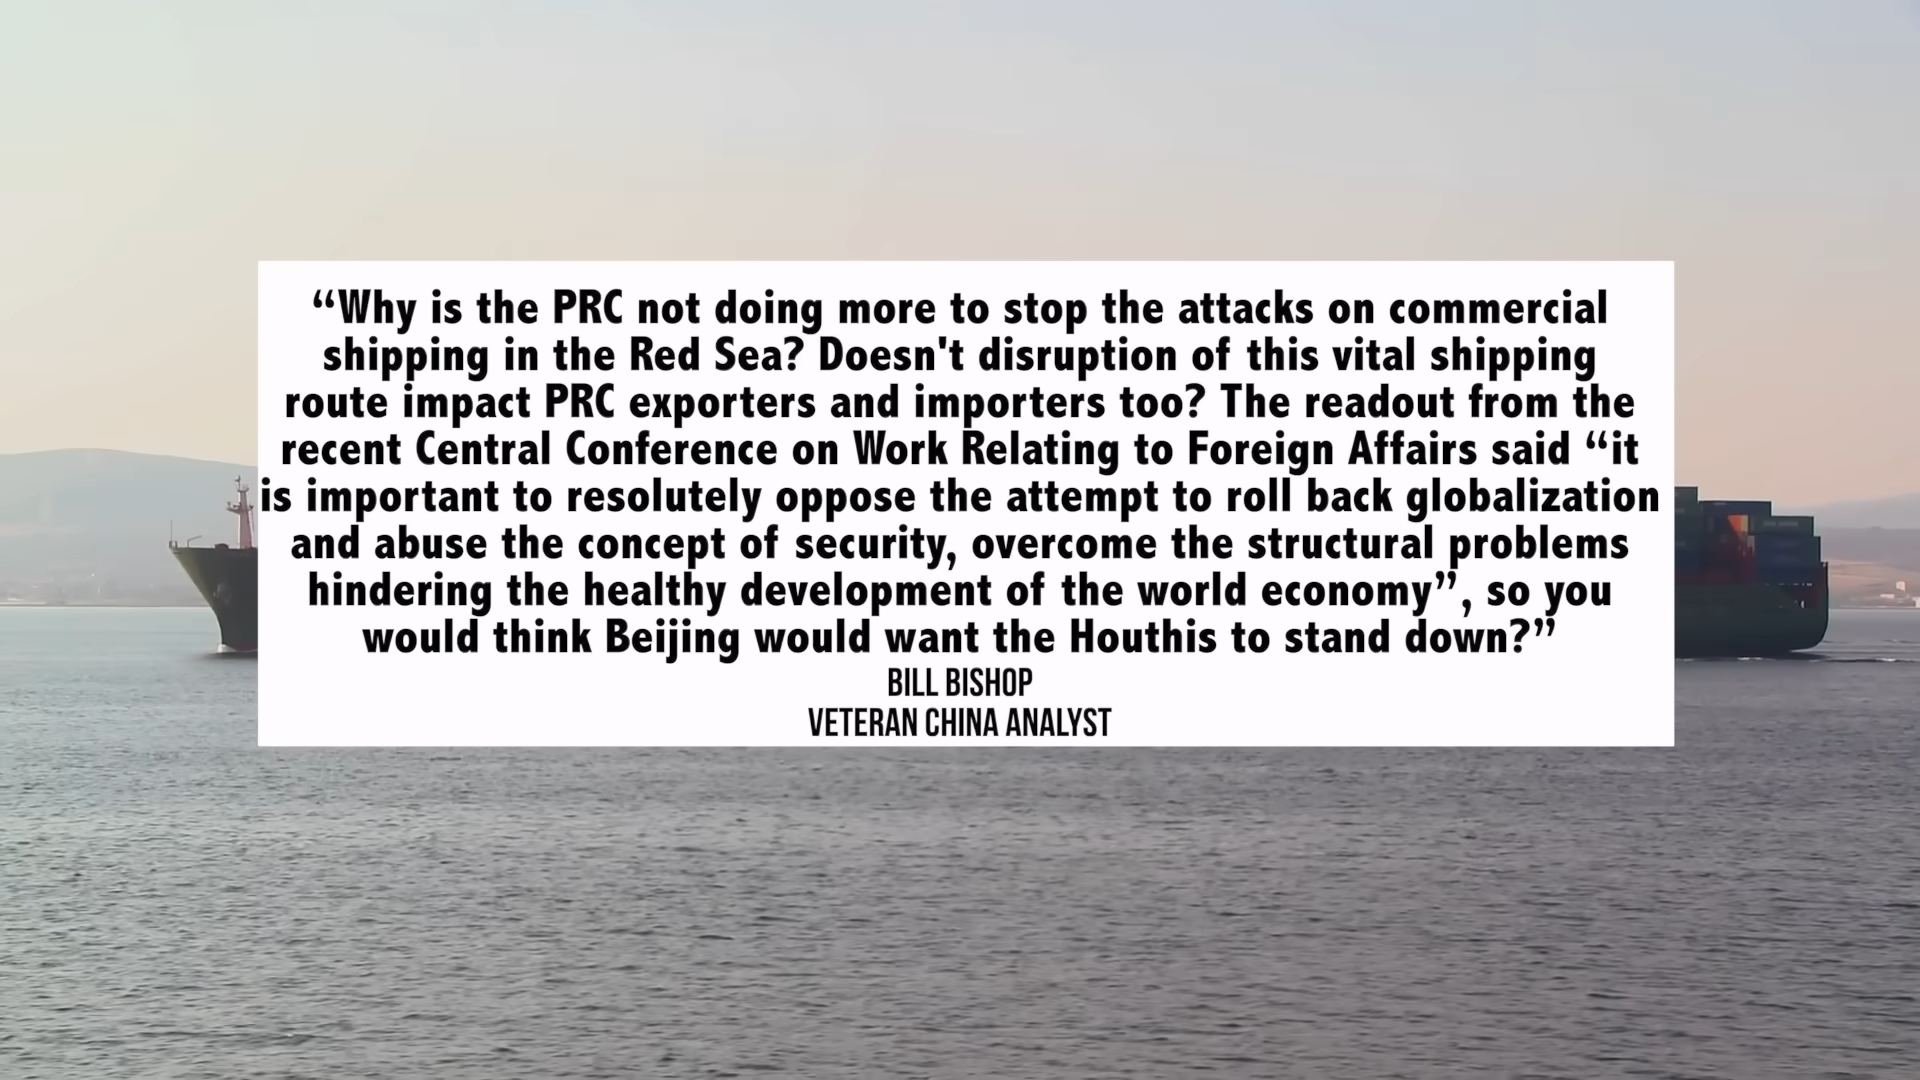 “Why is the PRC not doing more to stop the attacks on commercial
shipping in the Red Sea? Doesn't disruption of this vital shipping
route impact PRC exporters and importers too? The readout from the
recent Central Conference on Work Relating to Foreign Affairs said “it
is important to resolutely oppose the attempt to roll back globalization
and abuse the concept of security, overcome the structural problems
hindering the healthy development of the world economy”, so you
would think Beijing would want the Houthis to stand down?”
BILL BISHOP
VETERAN CHINA ANALYST